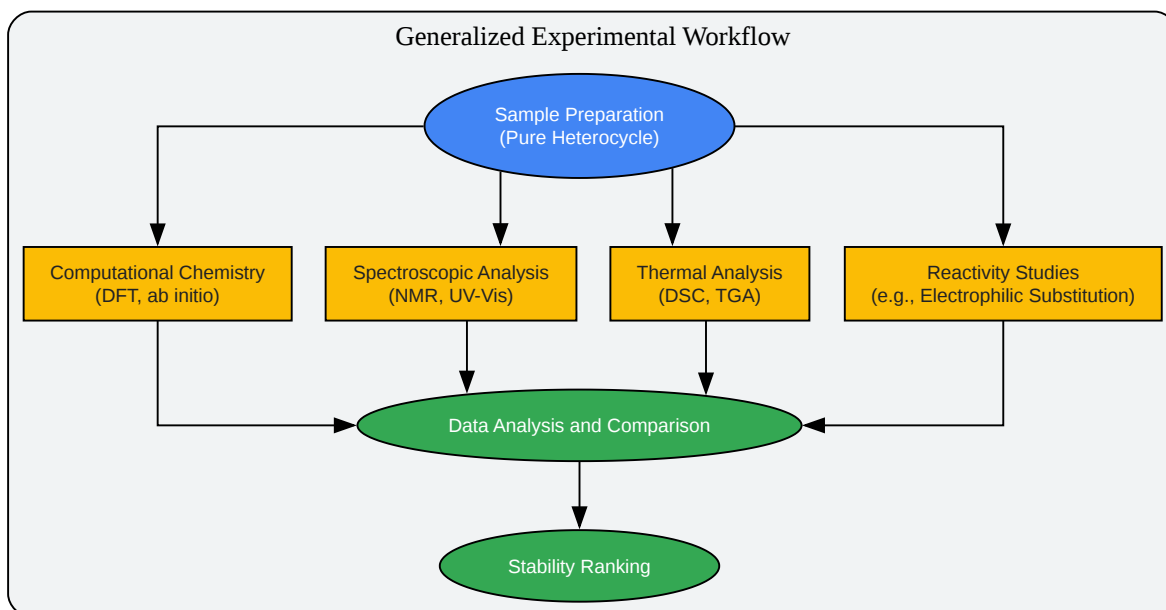 Generalized Experimental Workflow
Sample Preparation
(Pure Heterocycle)
Computational Chemistry
(DFT, ab initio)
Spectroscopic Analysis
(NMR, UV-Vis)
Thermal Analysis
(DSC, TGA)
Reactivity Studies
(e.g., Electrophilic Substitution)
Data Analysis and Comparison
Stability Ranking